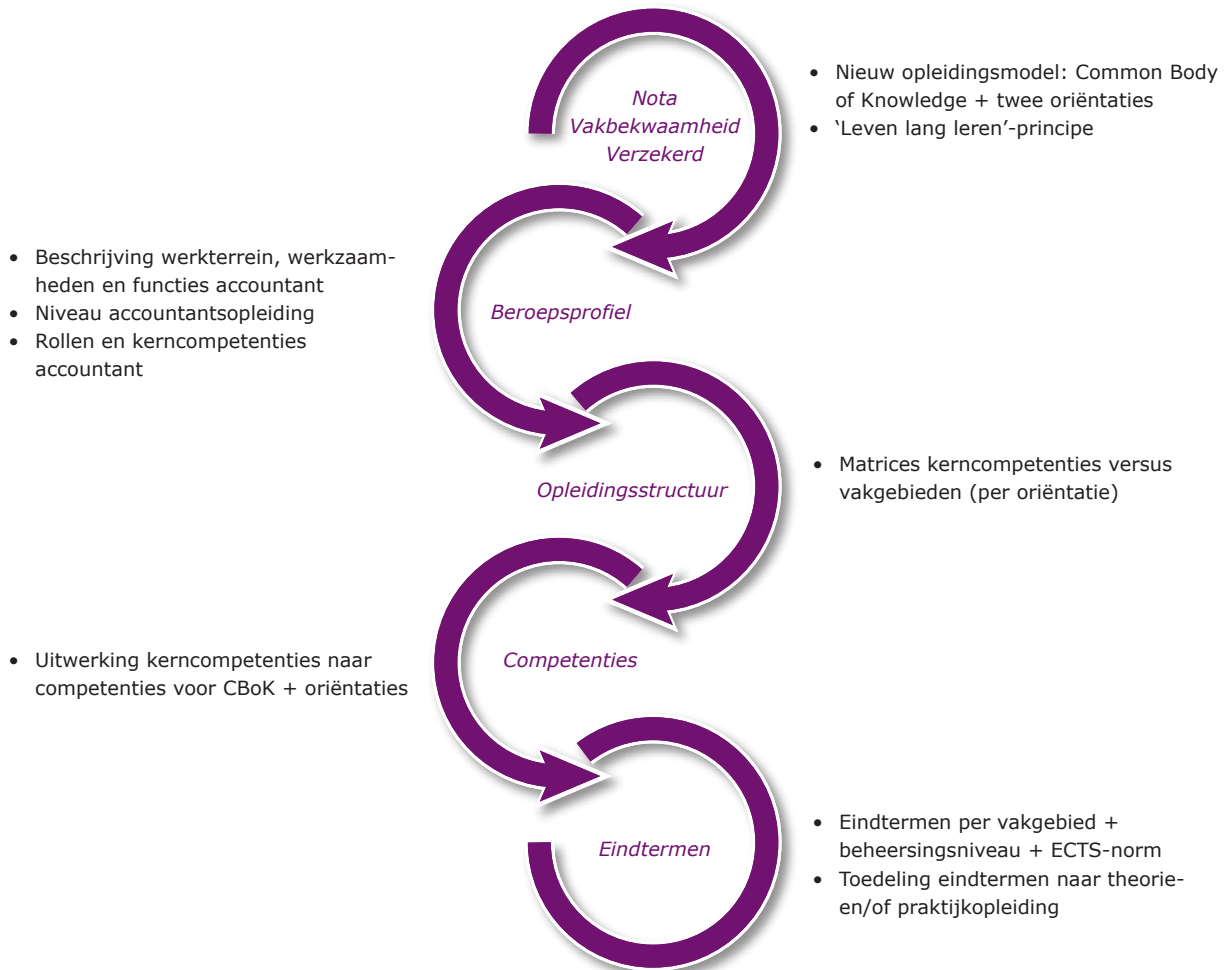 Nota
Vakbekwaamheid
Verzekerd
• Nieuw opleidingsmodel: Common Body
of Knowledge + twee oriëntaties
• ‘Leven lang leren’-principe
• Beschrijving werkterrein, werkzaam-
heden en functies accountant
• Niveau accountantsopleiding
• Rollen en kerncompetenties
accountant
Beroepsprofiel
Opleidingsstructuur
• Matrices kerncompetenties versus
vakgebieden (per oriëntatie)
• Uitwerking kerncompetenties naar
competenties voor CBoK + oriëntaties
Competenties
Eindtermen
• Eindtermen per vakgebied +
beheersingsniveau + ECTS-norm
• Toedeling eindtermen naar theorie-
en/of praktijkopleiding